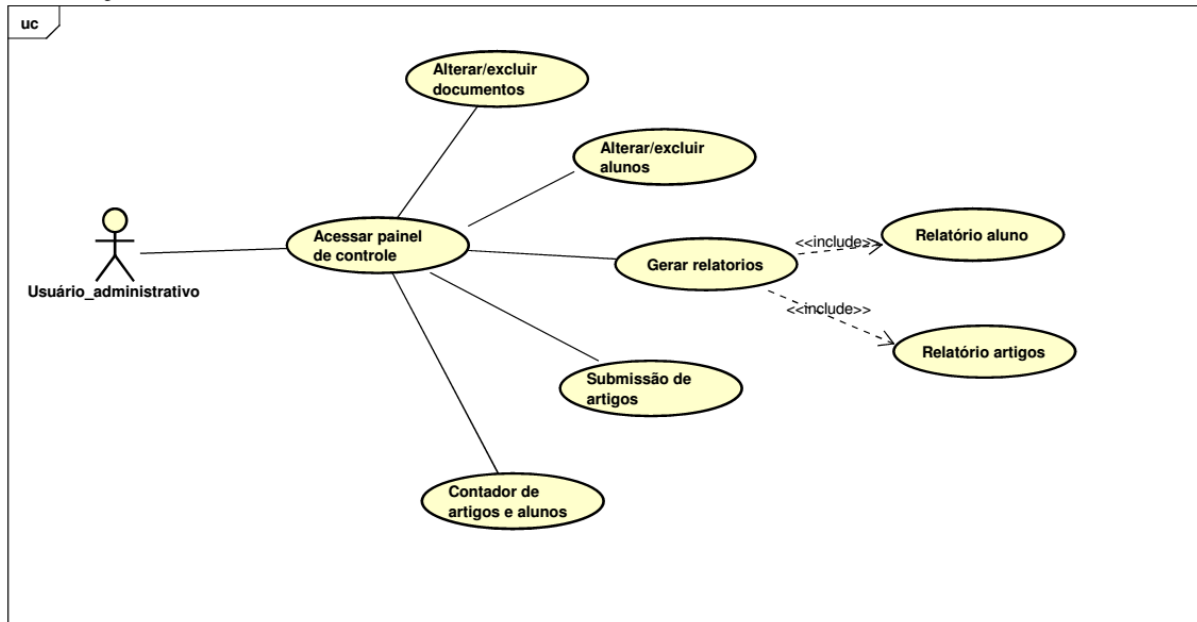 uc
Alterar/excluir
documentos
Alterar/excluir
alunos
Acessar painel
de controle
Usuário_administrativo
Gerar relatorios
<<include>>
Relatório aluno
<<include>>
Relatório artigos
Submissão de
artigos
Contador de
artigos e alunos